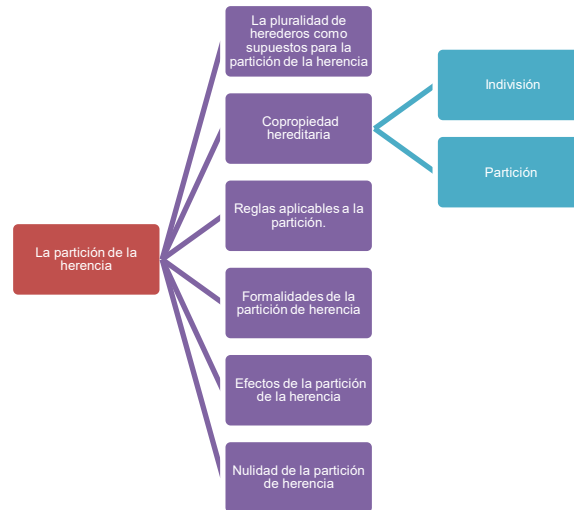 La pluralidad de
herederos como
supuestos para la
partición de la herencia
Copropiedad
hereditaria
Indivisión
Partición
Reglas aplicables a la
partición.
La partición de la
herencia
Formalidades de la
partición de herencia
Efectos de la partición
de la herencia
Nulidad de la partición
de herencia